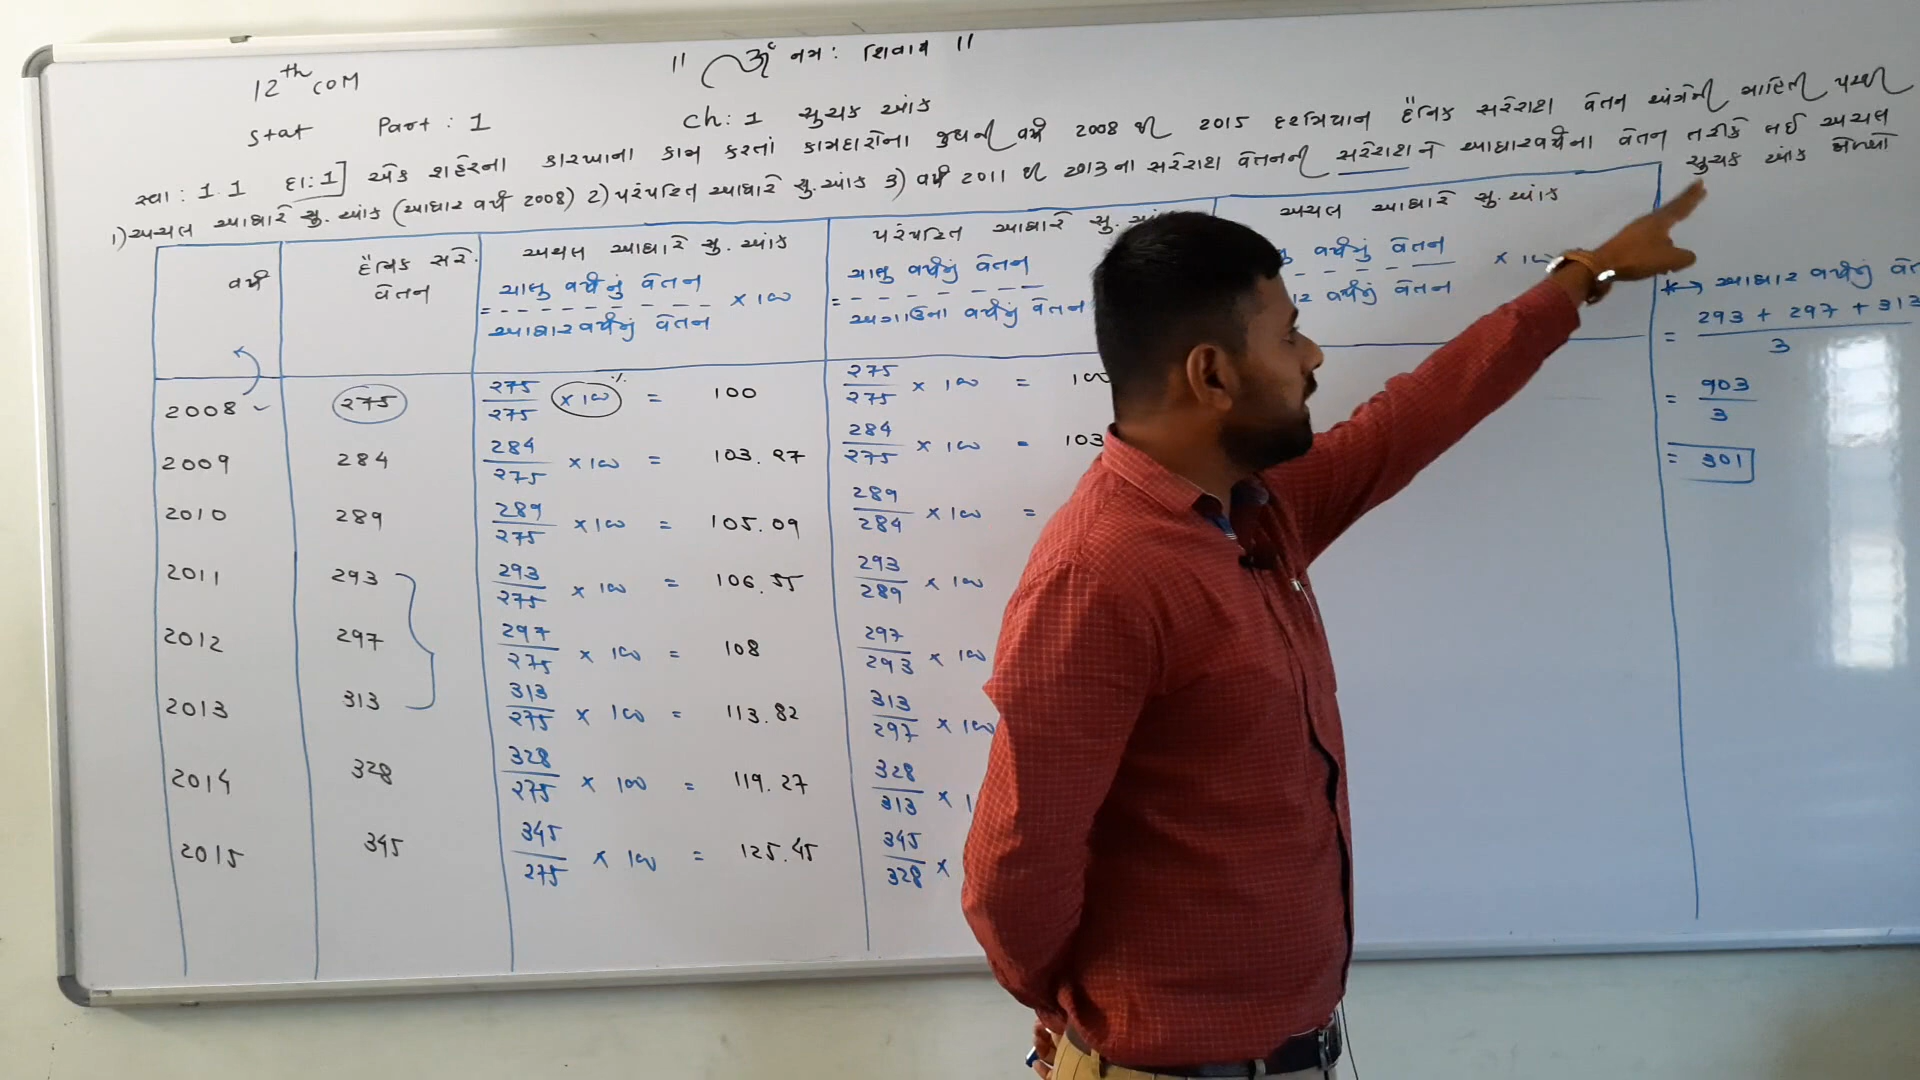 ॥ ૐ નમઃ શિવાય ॥
12th COM
Stat Part : 1 Ch: 1 સુચક આંક
સ્વા : 1.1 દા:1] એક શહેરના કારખાના કામ કરતાં કામદારોના જુથની વર્ષ 2008 થી 2015 દરમિયાન દૈનિક સરેરાશ વેતન અંગેની માહિતી પરથી
1) અચલ આધારે સુ. આંક (આધાર વર્ષ 2008) 2) પરંપરિત આધારે સુ. આંક 3) વર્ષ 2011 થી 2013 ના સરેરાશ વેતનની સરેરાશને આધારવર્ષના વેતન તરીકે લઈ અચલ
સુચક આંક મેળવો
વર્ષ દૈનિક સરે. વેતન અચલ આધારે સુ. આંક પરંપરિત આધારે સુ. અચલ આધારે સુ. આંક
= ચાલુ વર્ષનું વેતન / આધારવર્ષનું વેતન × 100 = ચાલુ વર્ષનું વેતન / અગાઉના વર્ષનું વેતન વર્ષનું વેતન / વર્ષનું વેતન × 100
2008 275 275/275 × 100 % = 100 275/275 × 100 = 100
2009 284 284/275 × 100 = 103.27 284/275 × 100 = 103
2010 289 289/275 × 100 = 105.09 289/284 × 100 =
2011 293 293/275 × 100 = 106.55 293/289 × 100
2012 297 297/275 × 100 = 108 297/293 × 100
2013 313 313/275 × 100 = 113.82 313/297 × 100
2014 328 328/275 × 100 = 119.27 328/313 × 1
2015 345 345/275 × 100 = 125.45 345/328 ×
*→ આધાર વર્ષનું
= 293 + 297 + 313 / 3
= 903 / 3
= 301